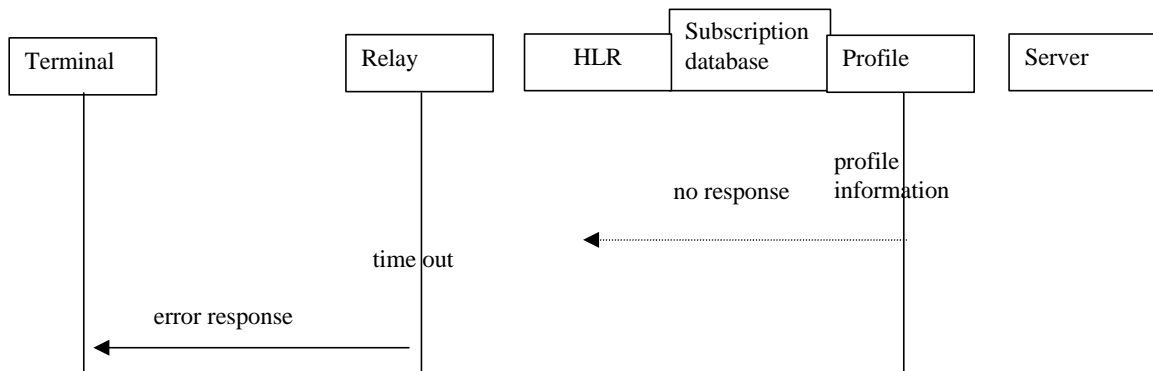 Terminal
Relay
HLR
Subscription
database
Profile
Server
profile
information
no response
time out
error response